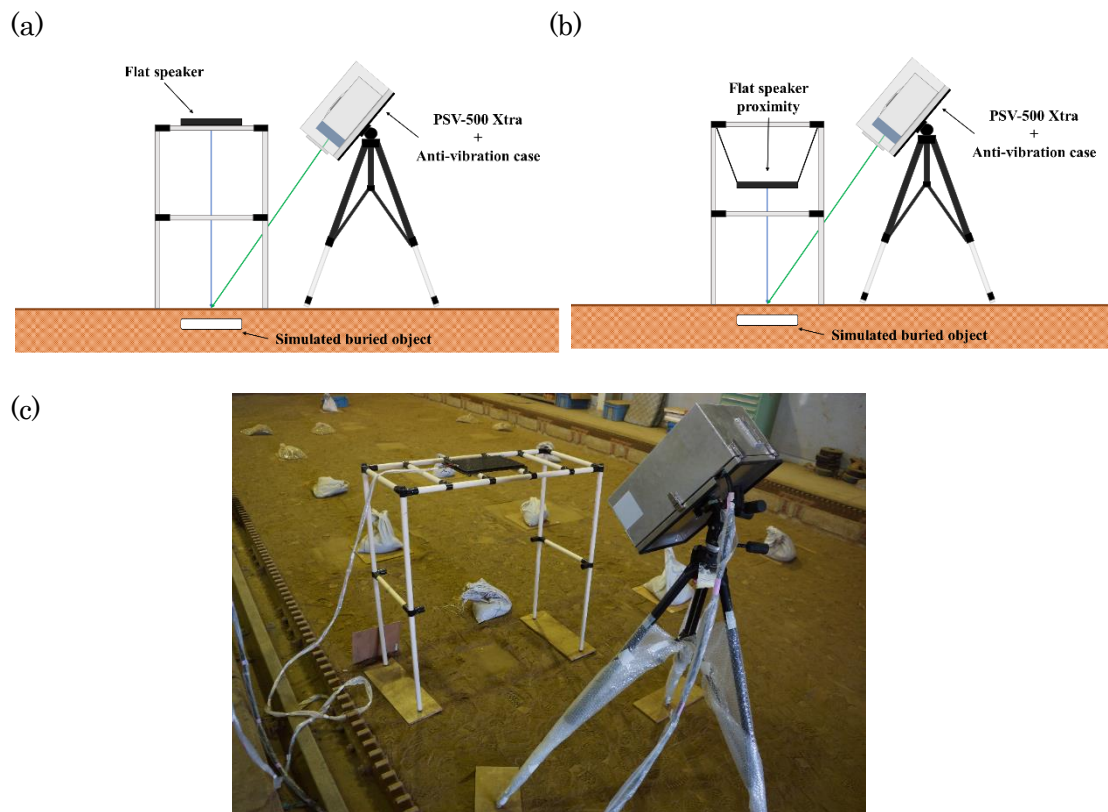 (a)
Flat speaker
PSV-500 Xtra
+
Anti-vibration case
Simulated buried object
(b)
Flat speaker
proximity
PSV-500 Xtra
+
Anti-vibration case
Simulated buried object
(c)